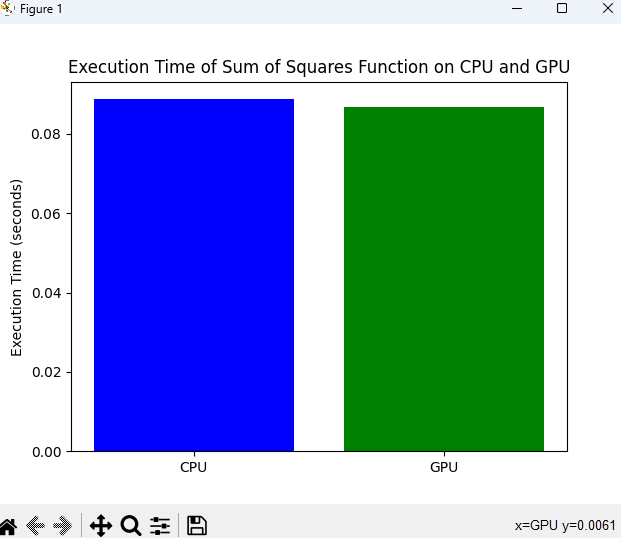 Figure 1
Execution Time of Sum of Squares Function on CPU and GPU
Execution Time (seconds)
0.08
0.06
0.04
0.02
0.00
CPU GPU
x=GPU y=0.0061